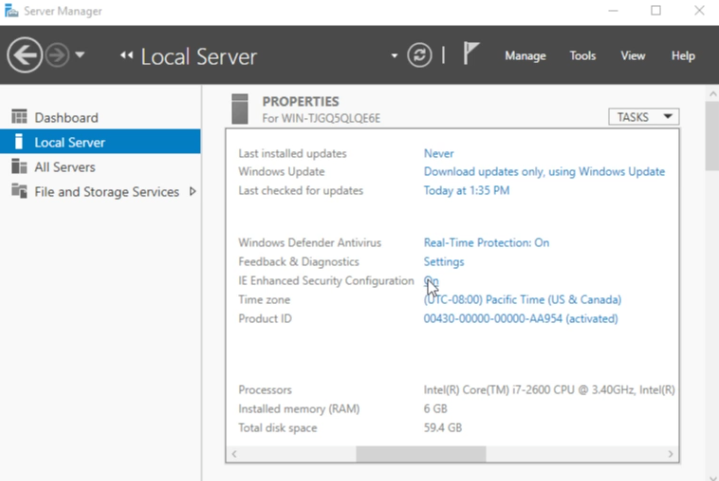 Server Manager
Local Server
Manage Tools View Help
Dashboard
Local Server
All Servers
File and Storage Services
PROPERTIES
For WIN-TJGQ5QLQE6E
TASKS
Last installed updates Never
Windows Update Download updates only, using Windows Update
Last checked for updates Today at 1:35 PM
Windows Defender Antivirus Real-Time Protection: On
Feedback & Diagnostics Settings
IE Enhanced Security Configuration On
Time zone (UTC-08:00) Pacific Time (US & Canada)
Product ID 00430-00000-00000-AA954 (activated)
Processors Intel(R) Core(TM) i7-2600 CPU @ 3.40GHz, Intel(R)
Installed memory (RAM) 6 GB
Total disk space 59.4 GB